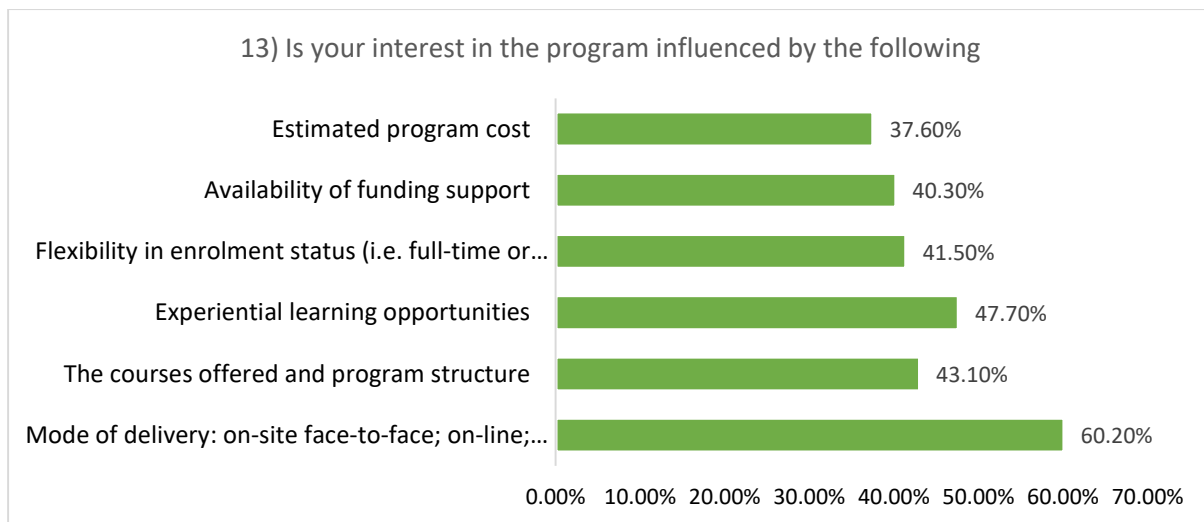 13) Is your interest in the program influenced by the following
Estimated program cost 37.60%
Availability of funding support 40.30%
Flexibility in enrolment status (i.e. full-time or… 41.50%
Experiential learning opportunities 47.70%
The courses offered and program structure 43.10%
Mode of delivery: on-site face-to-face; on-line;… 60.20%
0.00% 10.00% 20.00% 30.00% 40.00% 50.00% 60.00% 70.00%